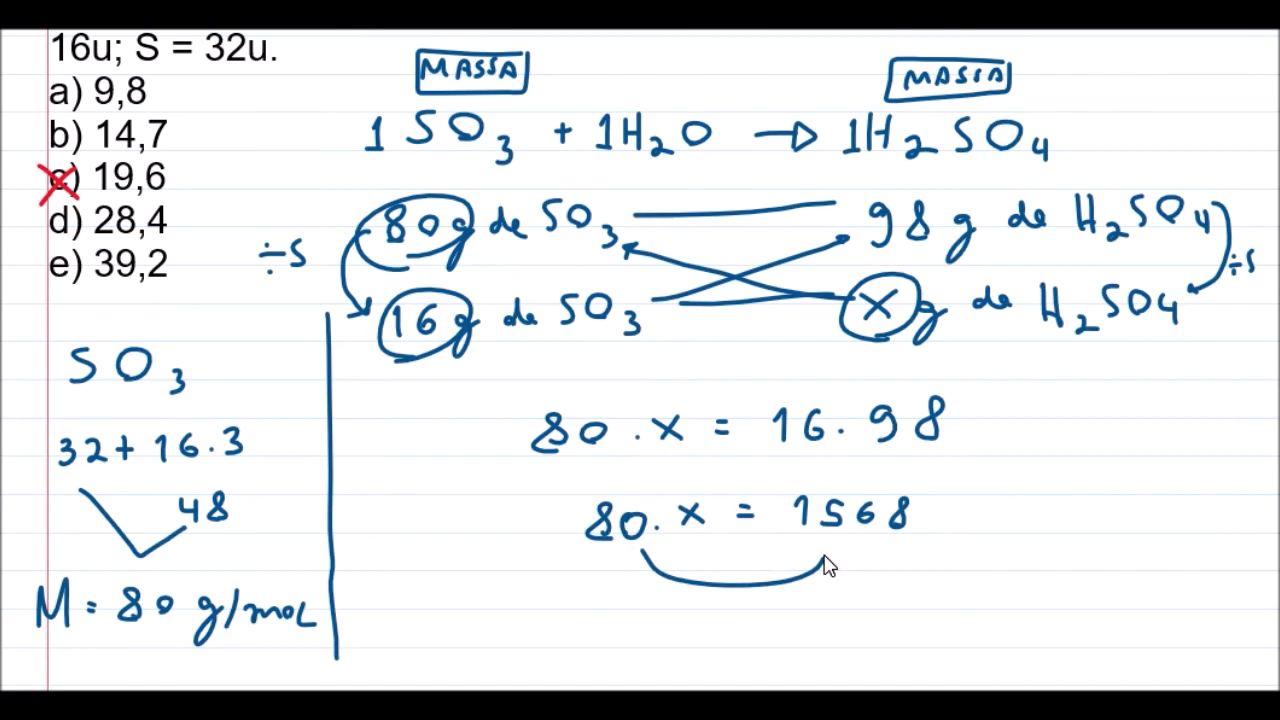 16u; S = 32u.
a) 9,8
b) 14,7
c) 19,6
d) 28,4
e) 39,2
MASSA MASSA
1 SO3 + 1H2O → 1H2SO4
80g de SO3 98 g de H2SO4
÷5 ÷5
16g de SO3 x g de H2SO4
SO3
32 + 16.3
48
M = 80 g/moL
80 . x = 16 . 98
80 . x = 1568